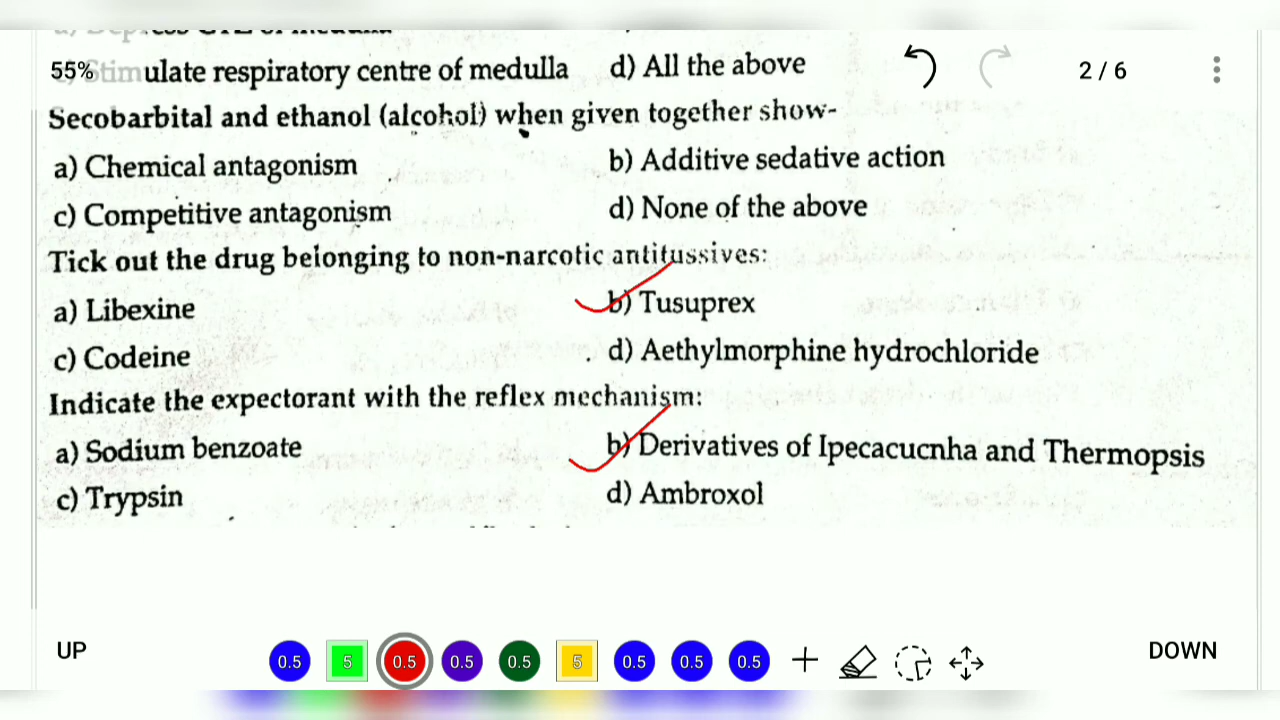 55% ulate respiratory centre of medulla d) All the above 2 / 6
Secobarbital and ethanol (alcohol) when given together show-
a) Chemical antagonism b) Additive sedative action
c) Competitive antagonism d) None of the above
Tick out the drug belonging to non-narcotic antitussives:
a) Libexine b) Tusuprex
c) Codeine d) Aethylmorphine hydrochloride
Indicate the expectorant with the reflex mechanism:
a) Sodium benzoate b) Derivatives of Ipecacucnha and Thermopsis
c) Trypsin d) Ambroxol
UP 0.5 5 0.5 0.5 0.5 5 0.5 0.5 0.5 DOWN